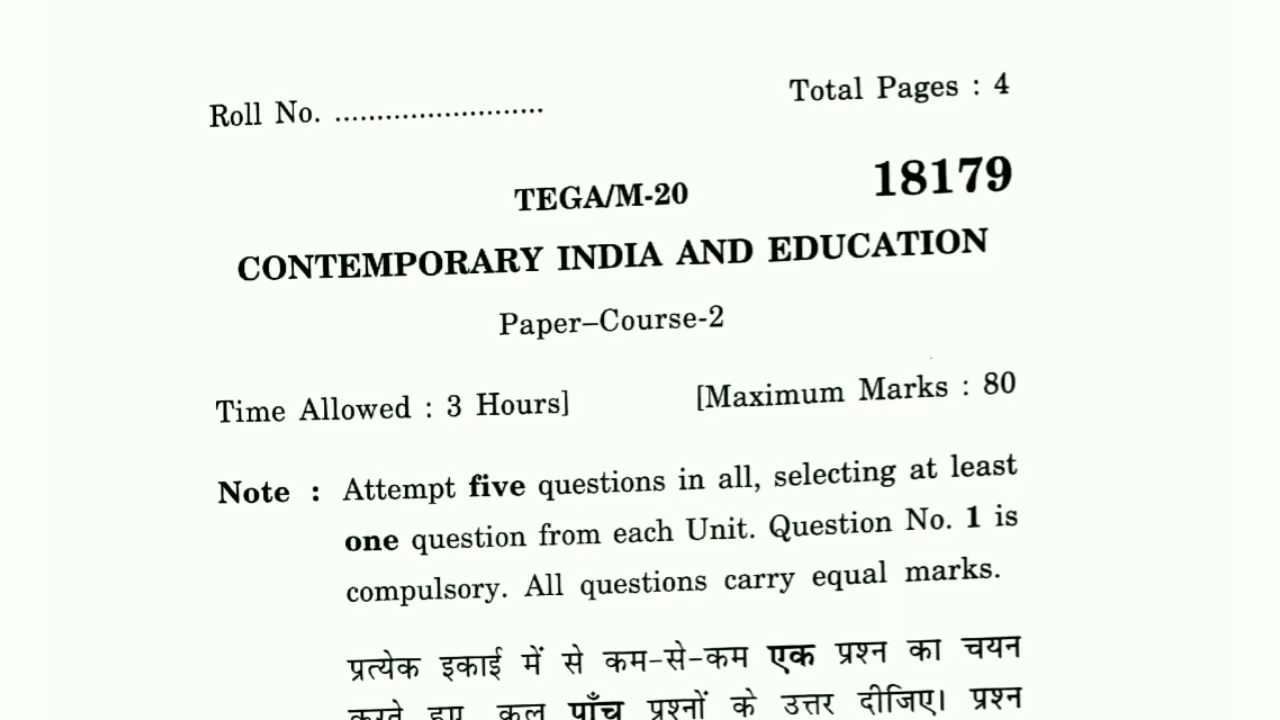 Roll No. .........................
Total Pages : 4
18179
TEGA/M-20
CONTEMPORARY INDIA AND EDUCATION
Paper–Course-2
Time Allowed : 3 Hours] [Maximum Marks : 80
Note : Attempt five questions in all, selecting at least
one question from each Unit. Question No. 1 is
compulsory. All questions carry equal marks.
प्रत्येक इकाई में से कम-से-कम एक प्रश्न का चयन
करते हुए कुल पाँच प्रश्नों के उत्तर दीजिए। प्रश्न